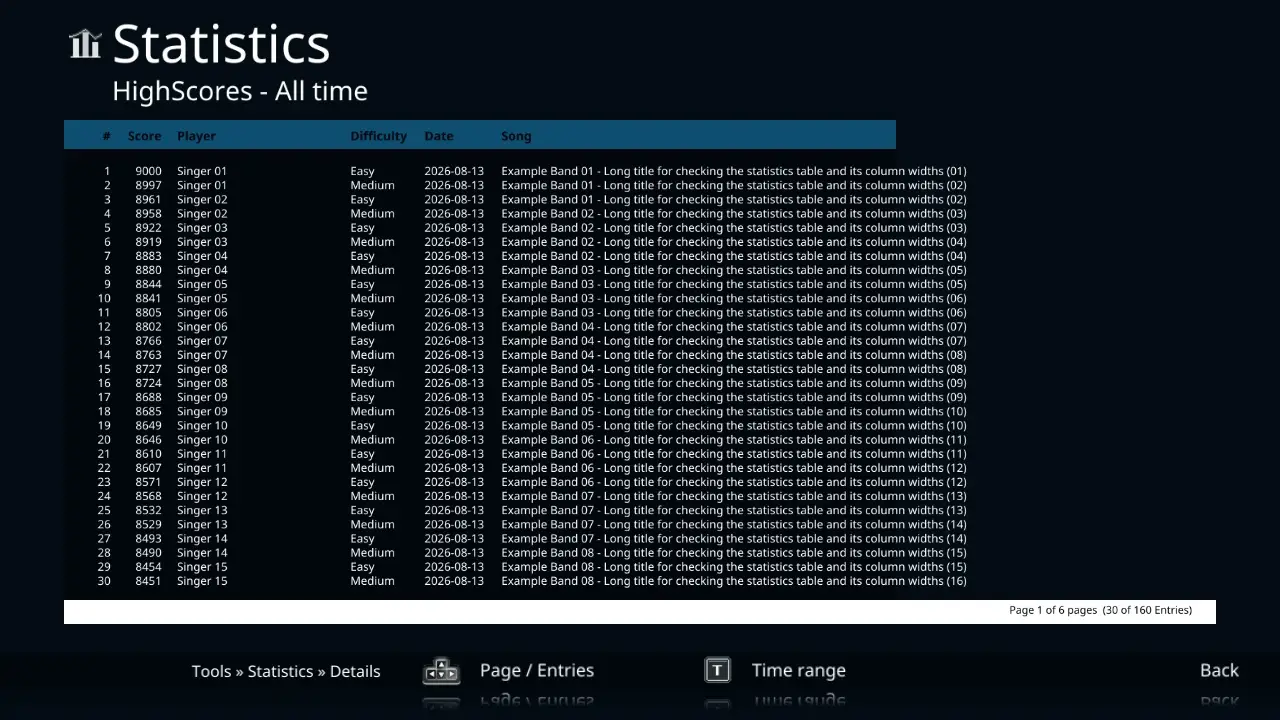 Statistics
HighScores - All time
# Score Player Difficulty Date Song
1 9000 Singer 01 Easy 2026-08-13 Example Band 01 - Long title for checking the statistics table and its column widths (01)
2 8997 Singer 01 Medium 2026-08-13 Example Band 01 - Long title for checking the statistics table and its column widths (02)
3 8961 Singer 02 Easy 2026-08-13 Example Band 01 - Long title for checking the statistics table and its column widths (02)
4 8958 Singer 02 Medium 2026-08-13 Example Band 02 - Long title for checking the statistics table and its column widths (03)
5 8922 Singer 03 Easy 2026-08-13 Example Band 02 - Long title for checking the statistics table and its column widths (03)
6 8919 Singer 03 Medium 2026-08-13 Example Band 02 - Long title for checking the statistics table and its column widths (04)
7 8883 Singer 04 Easy 2026-08-13 Example Band 02 - Long title for checking the statistics table and its column widths (04)
8 8880 Singer 04 Medium 2026-08-13 Example Band 03 - Long title for checking the statistics table and its column widths (05)
9 8844 Singer 05 Easy 2026-08-13 Example Band 03 - Long title for checking the statistics table and its column widths (05)
10 8841 Singer 05 Medium 2026-08-13 Example Band 03 - Long title for checking the statistics table and its column widths (06)
11 8805 Singer 06 Easy 2026-08-13 Example Band 03 - Long title for checking the statistics table and its column widths (06)
12 8802 Singer 06 Medium 2026-08-13 Example Band 04 - Long title for checking the statistics table and its column widths (07)
13 8766 Singer 07 Easy 2026-08-13 Example Band 04 - Long title for checking the statistics table and its column widths (07)
14 8763 Singer 07 Medium 2026-08-13 Example Band 04 - Long title for checking the statistics table and its column widths (08)
15 8727 Singer 08 Easy 2026-08-13 Example Band 04 - Long title for checking the statistics table and its column widths (08)
16 8724 Singer 08 Medium 2026-08-13 Example Band 05 - Long title for checking the statistics table and its column widths (09)
17 8688 Singer 09 Easy 2026-08-13 Example Band 05 - Long title for checking the statistics table and its column widths (09)
18 8685 Singer 09 Medium 2026-08-13 Example Band 05 - Long title for checking the statistics table and its column widths (10)
19 8649 Singer 10 Easy 2026-08-13 Example Band 05 - Long title for checking the statistics table and its column widths (10)
20 8646 Singer 10 Medium 2026-08-13 Example Band 06 - Long title for checking the statistics table and its column widths (11)
21 8610 Singer 11 Easy 2026-08-13 Example Band 06 - Long title for checking the statistics table and its column widths (11)
22 8607 Singer 11 Medium 2026-08-13 Example Band 06 - Long title for checking the statistics table and its column widths (12)
23 8571 Singer 12 Easy 2026-08-13 Example Band 06 - Long title for checking the statistics table and its column widths (12)
24 8568 Singer 12 Medium 2026-08-13 Example Band 07 - Long title for checking the statistics table and its column widths (13)
25 8532 Singer 13 Easy 2026-08-13 Example Band 07 - Long title for checking the statistics table and its column widths (13)
26 8529 Singer 13 Medium 2026-08-13 Example Band 07 - Long title for checking the statistics table and its column widths (14)
27 8493 Singer 14 Easy 2026-08-13 Example Band 07 - Long title for checking the statistics table and its column widths (14)
28 8490 Singer 14 Medium 2026-08-13 Example Band 08 - Long title for checking the statistics table and its column widths (15)
29 8454 Singer 15 Easy 2026-08-13 Example Band 08 - Long title for checking the statistics table and its column widths (15)
30 8451 Singer 15 Medium 2026-08-13 Example Band 08 - Long title for checking the statistics table and its column widths (16)
Page 1 of 6 pages (30 of 160 Entries)
Tools » Statistics » Details Page / Entries T Time range Back